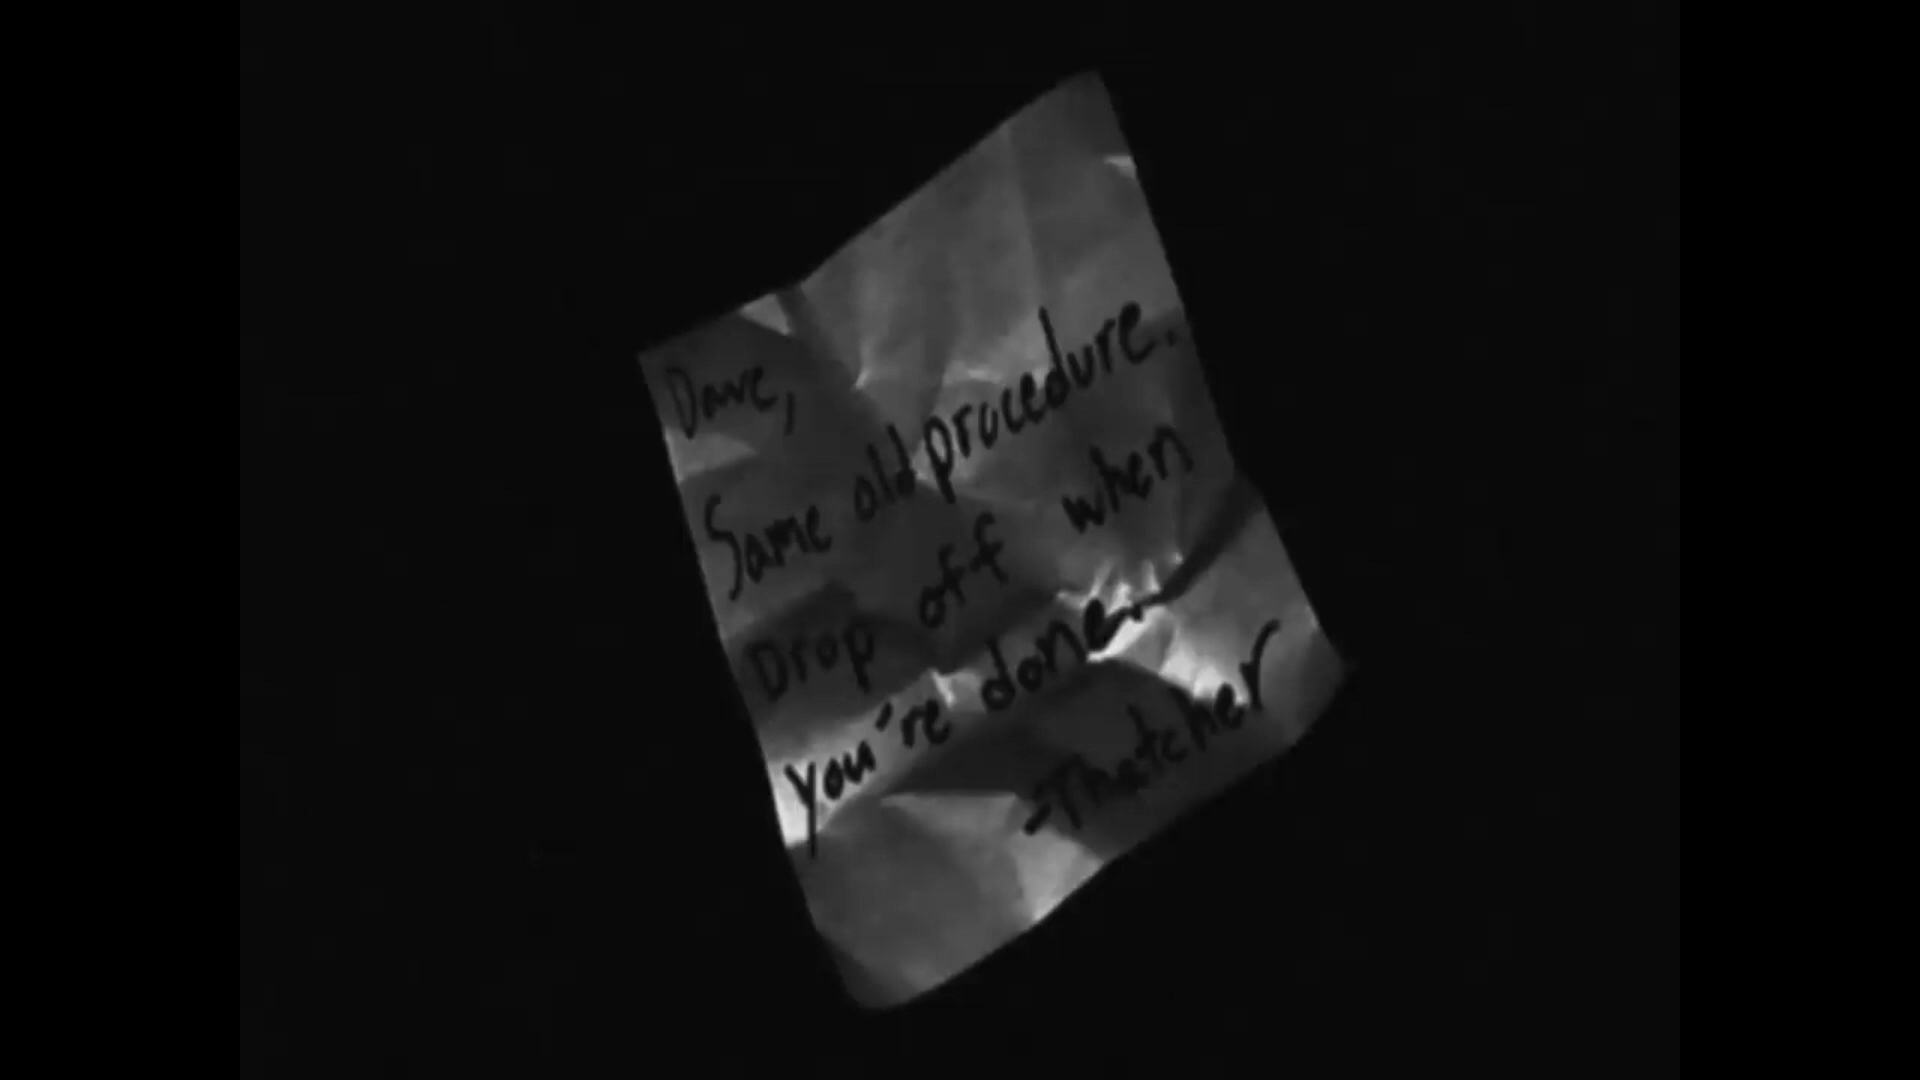 Dave,
Same old procedure.
Drop off when
you're done.
-Thatcher